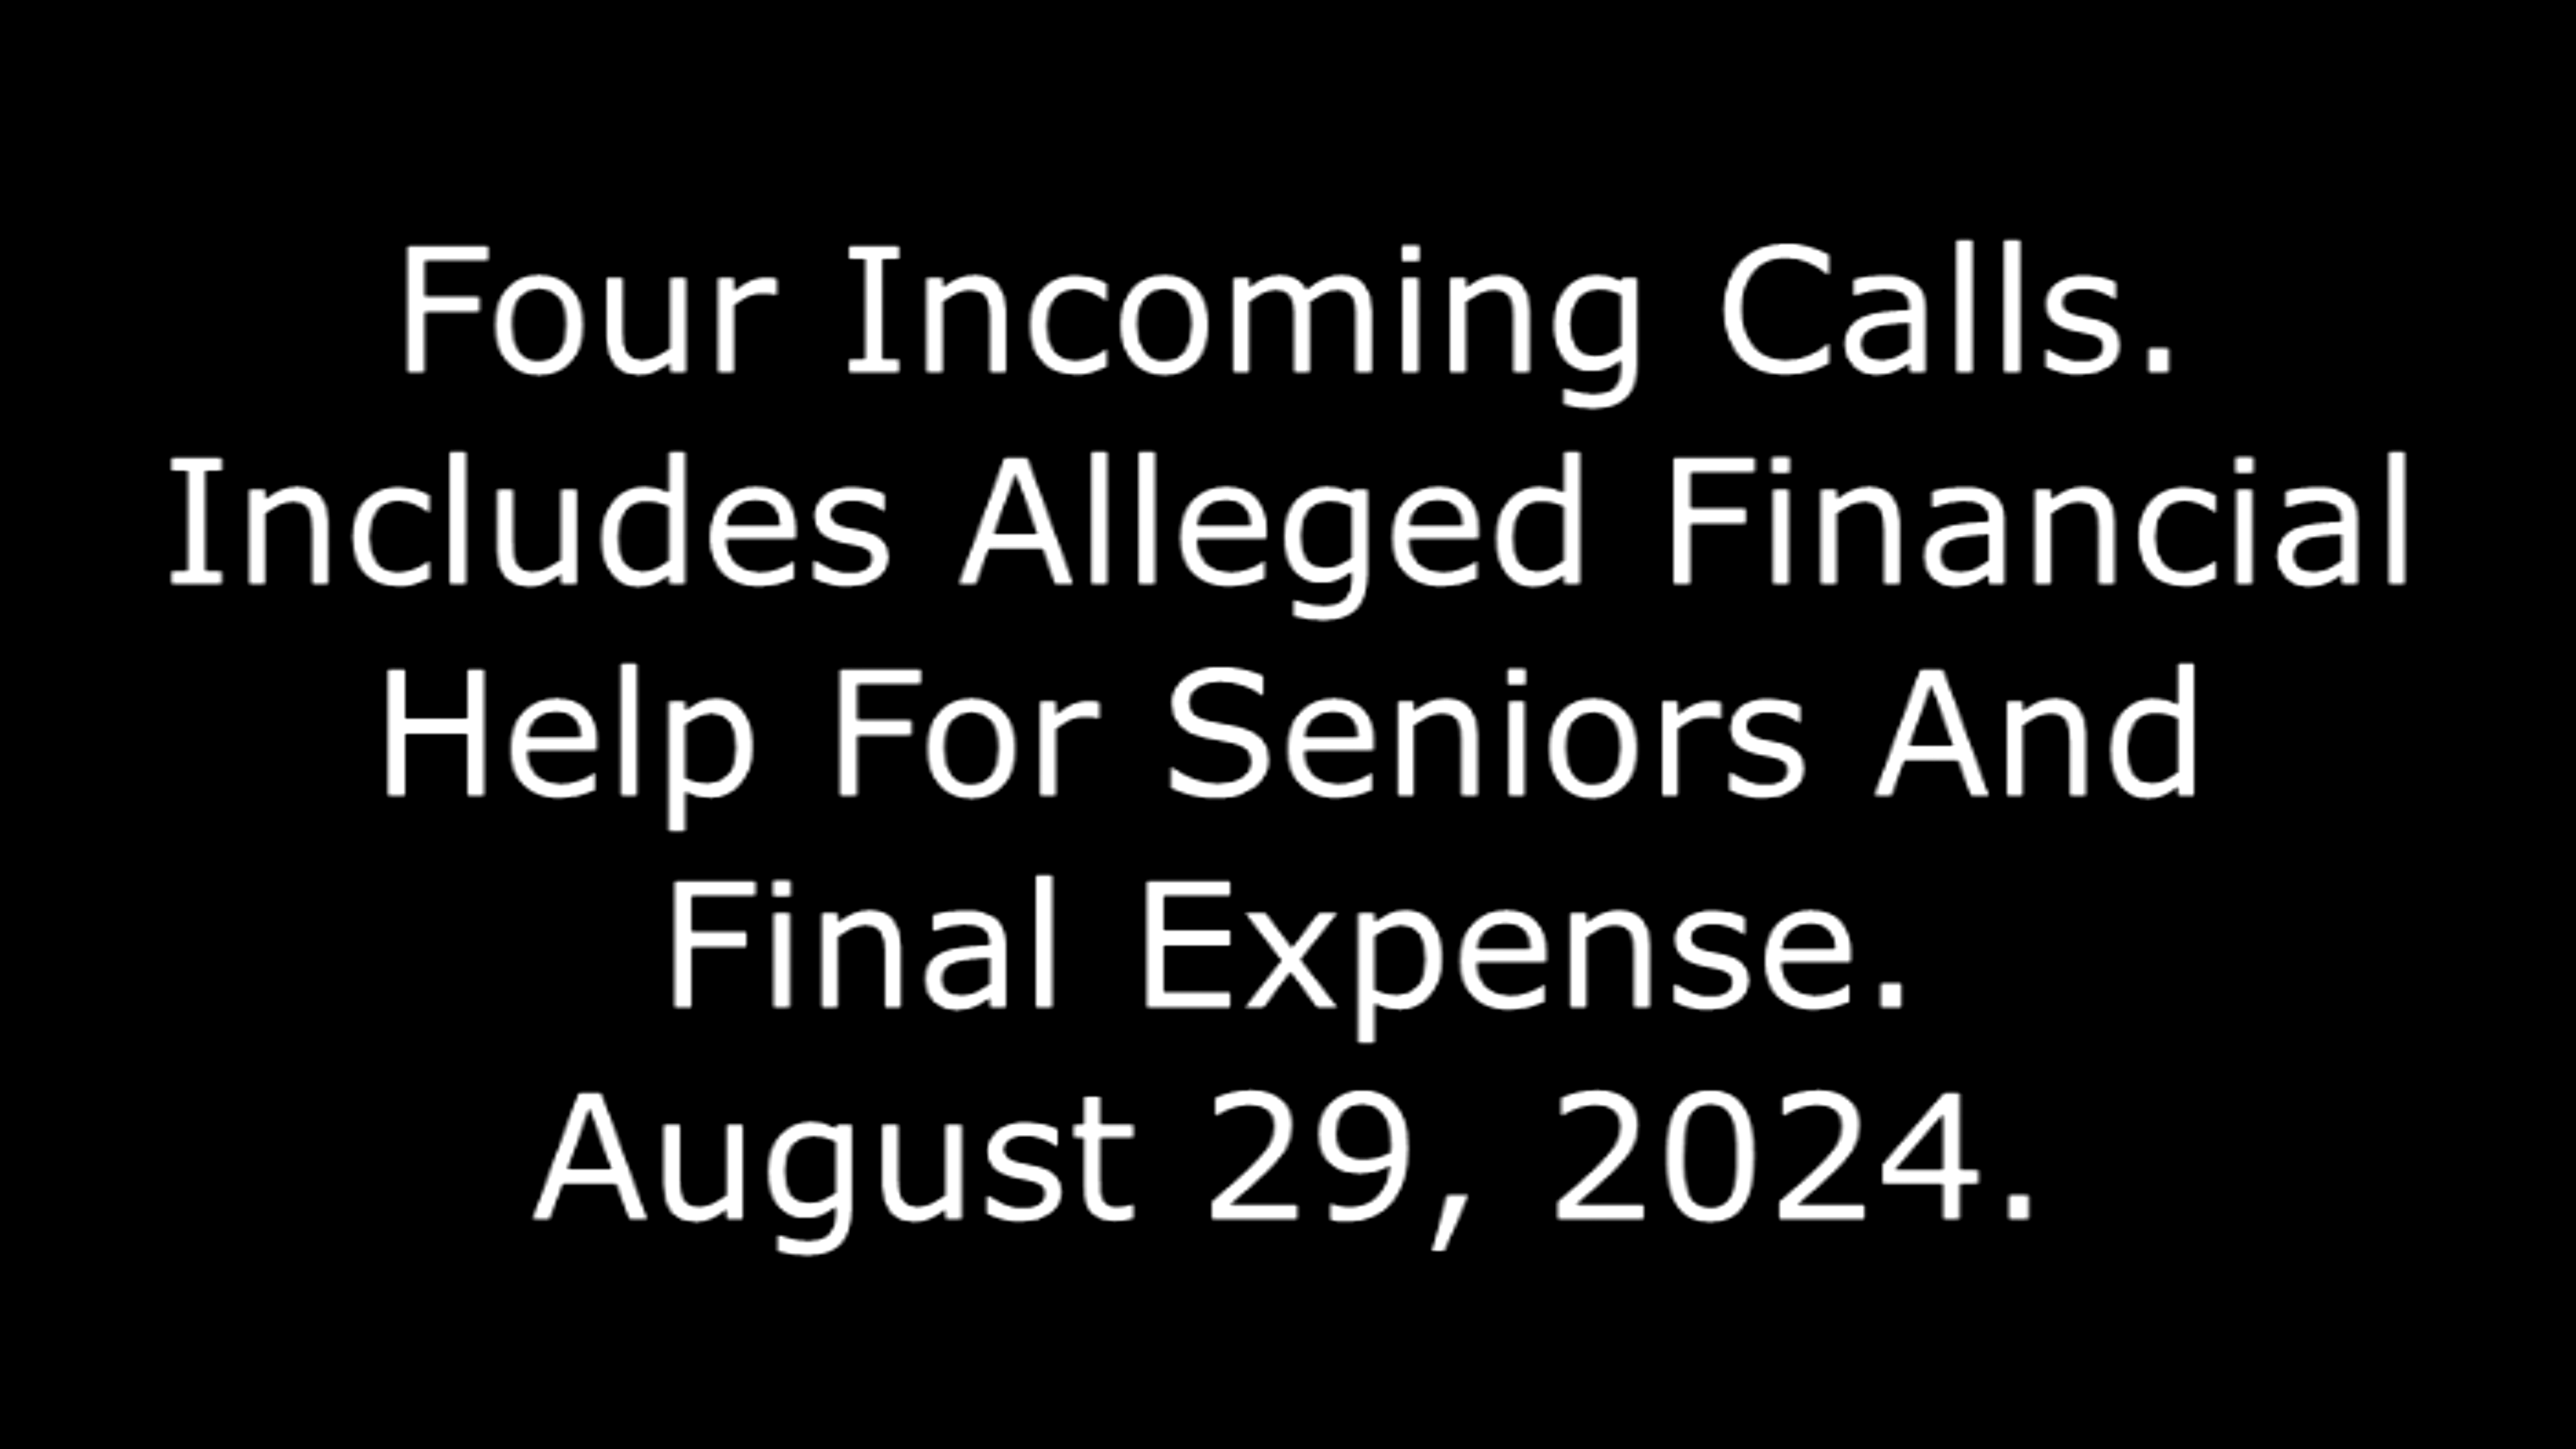 Four Incoming Calls.
Includes Alleged Financial
Help For Seniors And
Final Expense.
August 29, 2024.